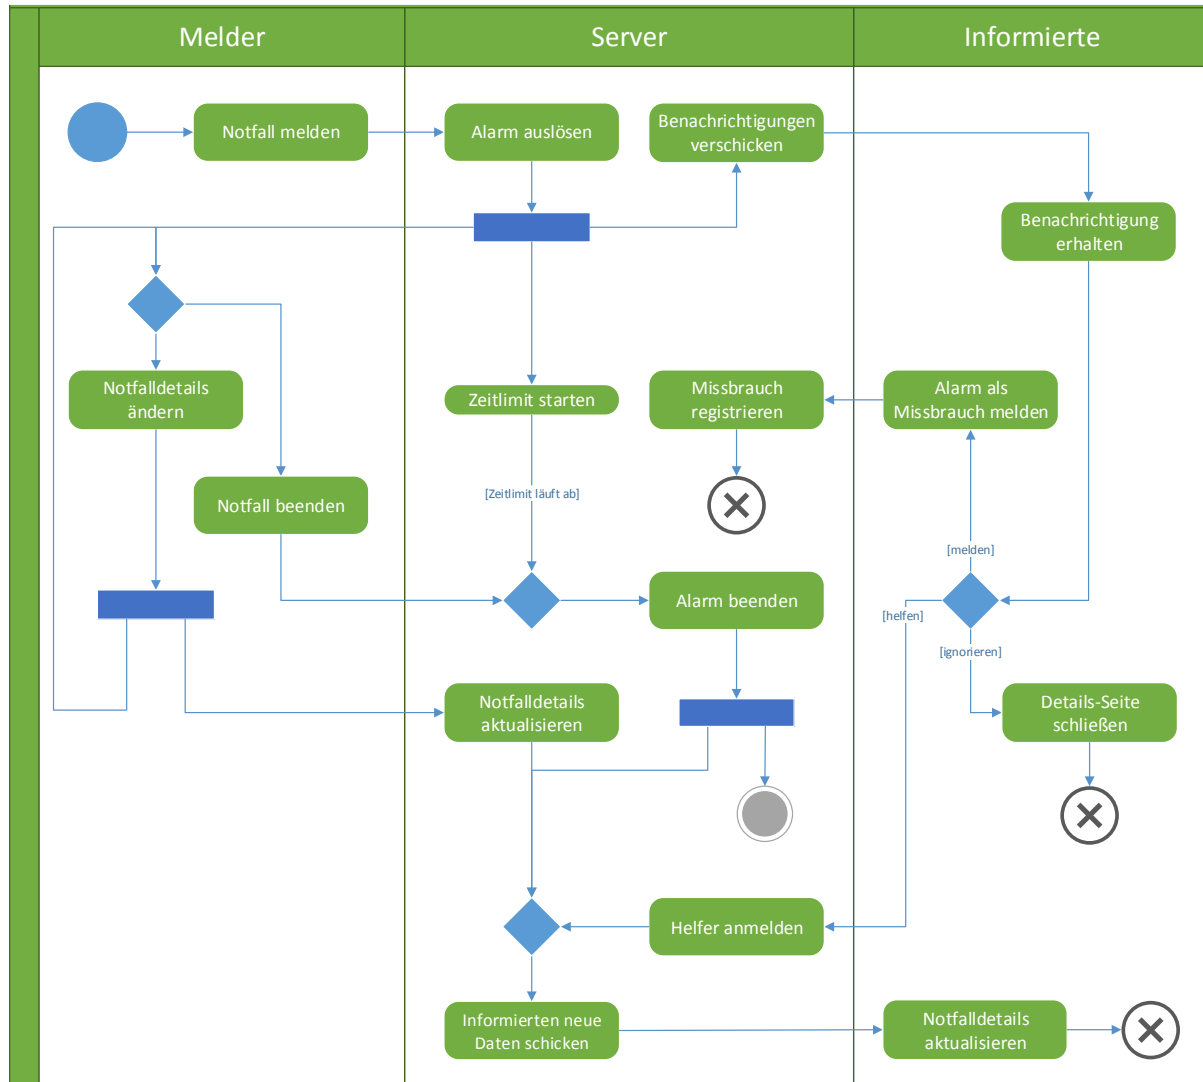 Melder
Server
Informierte
Notfall melden
Alarm auslösen
Benachrichtigungen
verschicken
Benachrichtigung
erhalten
Notfalldetails
ändern
Zeitlimit starten
Missbrauch
registrieren
Alarm als
Missbrauch melden
Notfall beenden
[Zeitlimit läuft ab]
[melden]
Alarm beenden
[helfen]
[ignorieren]
Notfalldetails
aktualisieren
Details-Seite
schließen
Helfer anmelden
Informierten neue
Daten schicken
Notfalldetails
aktualisieren